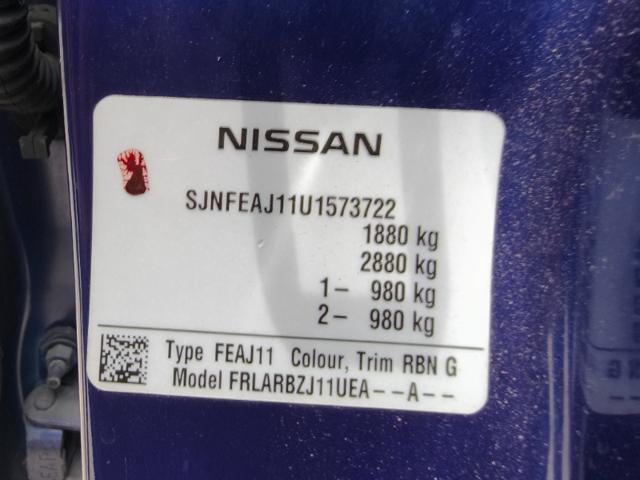 NISSAN
SJNFEAJ11U1573722
1880 kg
2880 kg
1- 980 kg
2- 980 kg
Type FEAJ11 Colour, Trim RBN G
Model FRLARBZJ11UEA--A--